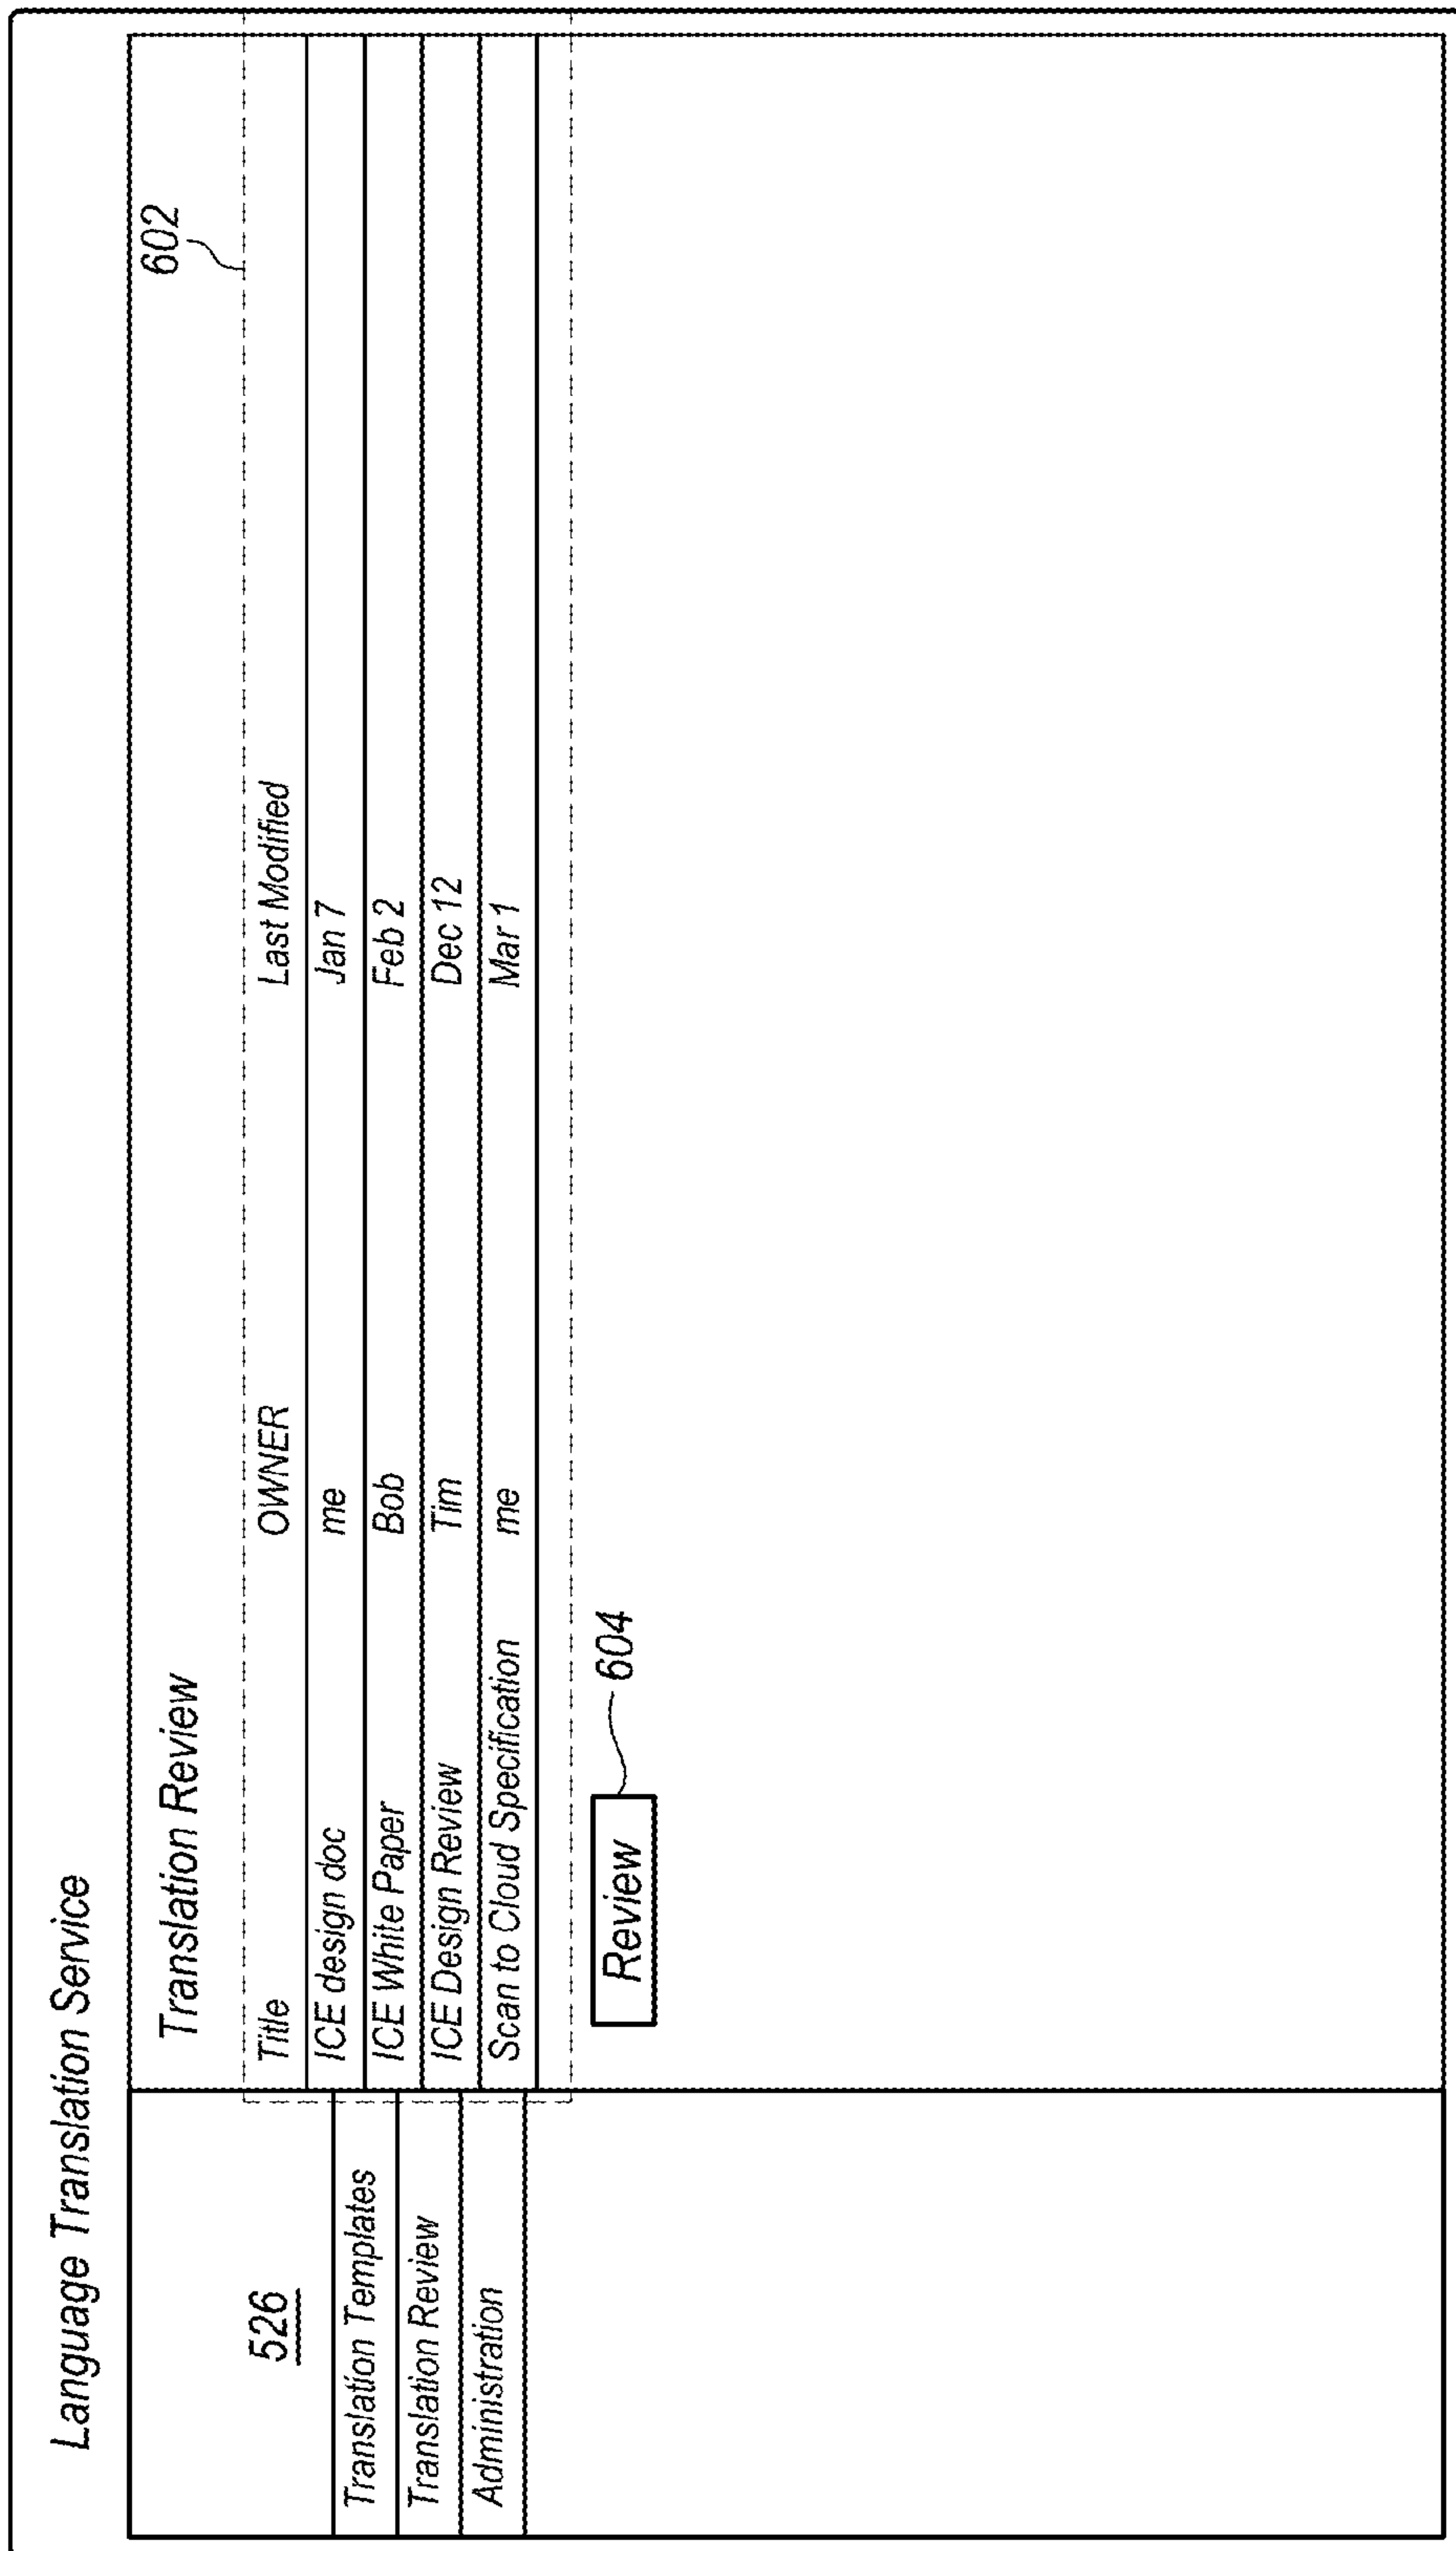 Language Translation Service
526
Translation Templates
Translation Review
Administration
Translation Review
602
Title OWNER Last Modified
ICE design doc me Jan 7
ICE White Paper Bob Feb 2
ICE Design Review Tim Dec 12
Scan to Cloud Specification me Mar 1
Review 604